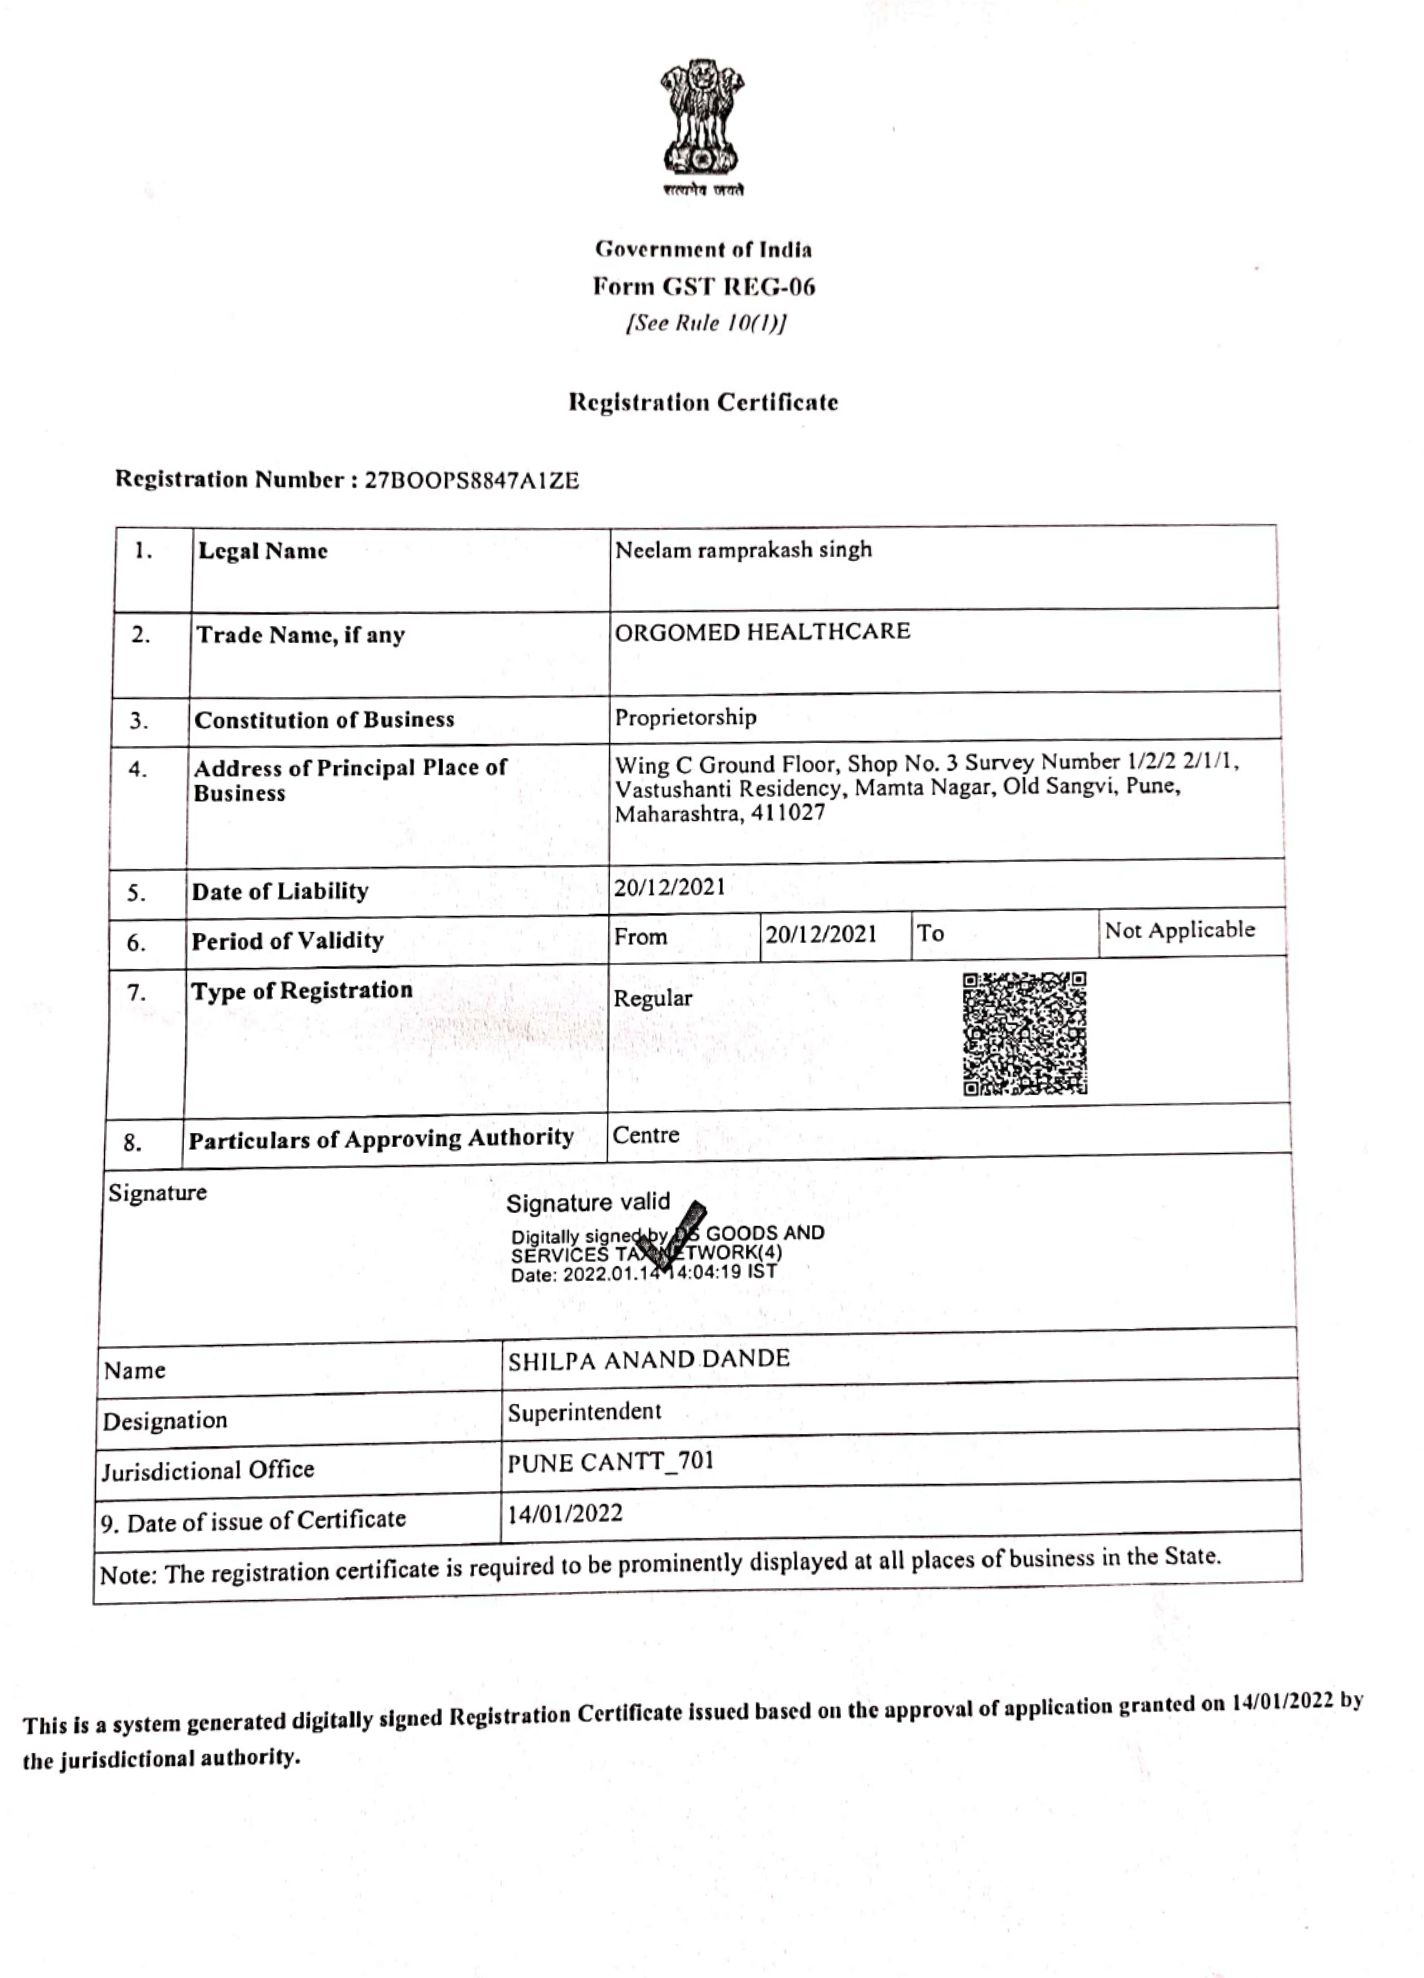 सत्यमेव जयते
Government of India
Form GST REG-06
[See Rule 10(1)]
Registration Certificate
Registration Number : 27BOOPS8847A1ZE
1. Legal Name Neelam ramprakash singh
2. Trade Name, if any ORGOMED HEALTHCARE
3. Constitution of Business Proprietorship
4. Address of Principal Place of Business Wing C Ground Floor, Shop No. 3 Survey Number 1/2/2 2/1/1,
Vastushanti Residency, Mamta Nagar, Old Sangvi, Pune,
Maharashtra, 411027
5. Date of Liability 20/12/2021
6. Period of Validity From 20/12/2021 To Not Applicable
7. Type of Registration Regular
8. Particulars of Approving Authority Centre
Signature
Signature valid
Digitally signed by DS GOODS AND
SERVICES TAX NETWORK(4)
Date: 2022.01.14 14:04:19 IST
Name SHILPA ANAND DANDE
Designation Superintendent
Jurisdictional Office PUNE CANTT_701
9. Date of issue of Certificate 14/01/2022
Note: The registration certificate is required to be prominently displayed at all places of business in the State.
This is a system generated digitally signed Registration Certificate issued based on the approval of application granted on 14/01/2022 by
the jurisdictional authority.